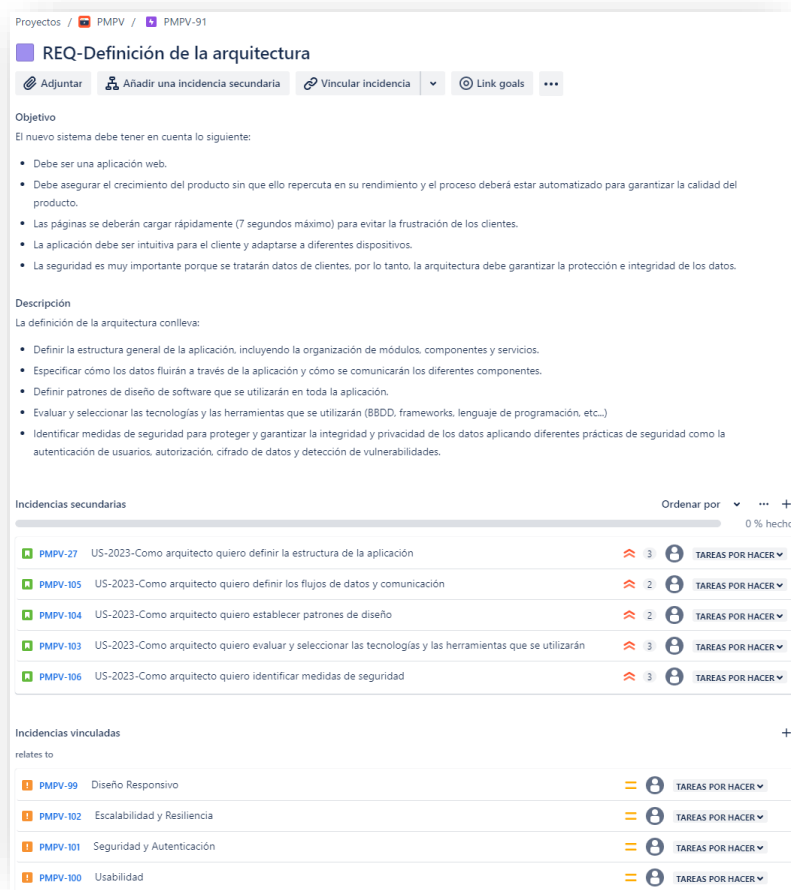 Proyectos / PMPV / PMPV-91
REQ-Definición de la arquitectura
Adjuntar Añadir una incidencia secundaria Vincular incidencia Link goals
Objetivo
El nuevo sistema debe tener en cuenta lo siguiente:
• Debe ser una aplicación web.
• Debe asegurar el crecimiento del producto sin que ello repercuta en su rendimiento y el proceso deberá estar automatizado para garantizar la calidad del
producto.
• Las páginas se deberán cargar rápidamente (7 segundos máximo) para evitar la frustración de los clientes.
• La aplicación debe ser intuitiva para el cliente y adaptarse a diferentes dispositivos.
• La seguridad es muy importante porque se tratarán datos de clientes, por lo tanto, la arquitectura debe garantizar la protección e integridad de los datos.
Descripción
La definición de la arquitectura conlleva:
• Definir la estructura general de la aplicación, incluyendo la organización de módulos, componentes y servicios.
• Especificar cómo los datos fluirán a través de la aplicación y cómo se comunicarán los diferentes componentes.
• Definir patrones de diseño de software que se utilizarán en toda la aplicación.
• Evaluar y seleccionar las tecnologías y las herramientas que se utilizarán (BBDD, frameworks, lenguaje de programación, etc...)
• Identificar medidas de seguridad para proteger y garantizar la integridad y privacidad de los datos aplicando diferentes prácticas de seguridad como la
autenticación de usuarios, autorización, cifrado de datos y detección de vulnerabilidades.
Incidencias secundarias Ordenar por
0 % hecho
PMPV-27 US-2023-Como arquitecto quiero definir la estructura de la aplicación 3 TAREAS POR HACER
PMPV-105 US-2023-Como arquitecto quiero definir los flujos de datos y comunicación 2 TAREAS POR HACER
PMPV-104 US-2023-Como arquitecto quiero establecer patrones de diseño 2 TAREAS POR HACER
PMPV-103 US-2023-Como arquitecto quiero evaluar y seleccionar las tecnologías y las herramientas que se utilizarán 3 TAREAS POR HACER
PMPV-106 US-2023-Como arquitecto quiero identificar medidas de seguridad 3 TAREAS POR HACER
Incidencias vinculadas
relates to
PMPV-99 Diseño Responsivo TAREAS POR HACER
PMPV-102 Escalabilidad y Resiliencia TAREAS POR HACER
PMPV-101 Seguridad y Autenticación TAREAS POR HACER
PMPV-100 Usabilidad TAREAS POR HACER